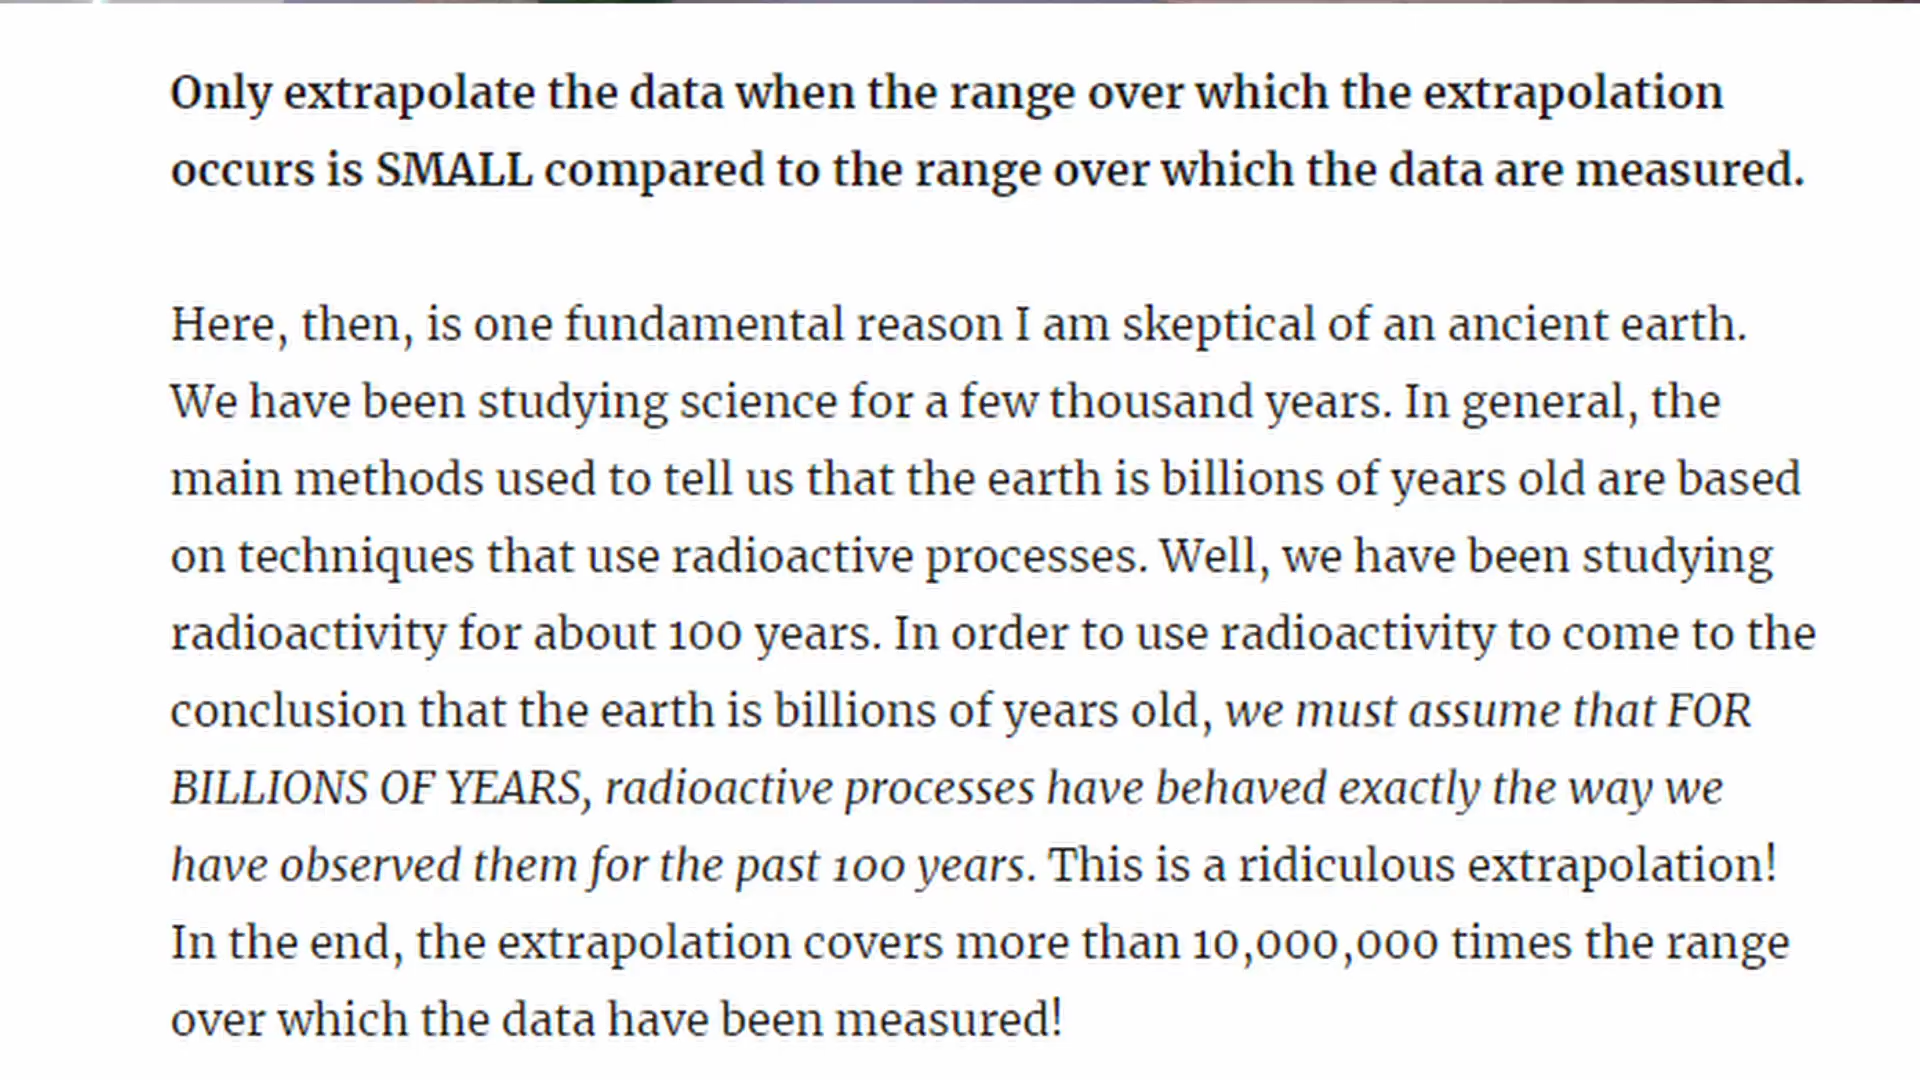 Only extrapolate the data when the range over which the extrapolation
occurs is SMALL compared to the range over which the data are measured.
Here, then, is one fundamental reason I am skeptical of an ancient earth.
We have been studying science for a few thousand years. In general, the
main methods used to tell us that the earth is billions of years old are based
on techniques that use radioactive processes. Well, we have been studying
radioactivity for about 100 years. In order to use radioactivity to come to the
conclusion that the earth is billions of years old, we must assume that FOR
BILLIONS OF YEARS, radioactive processes have behaved exactly the way we
have observed them for the past 100 years. This is a ridiculous extrapolation!
In the end, the extrapolation covers more than 10,000,000 times the range
over which the data have been measured!